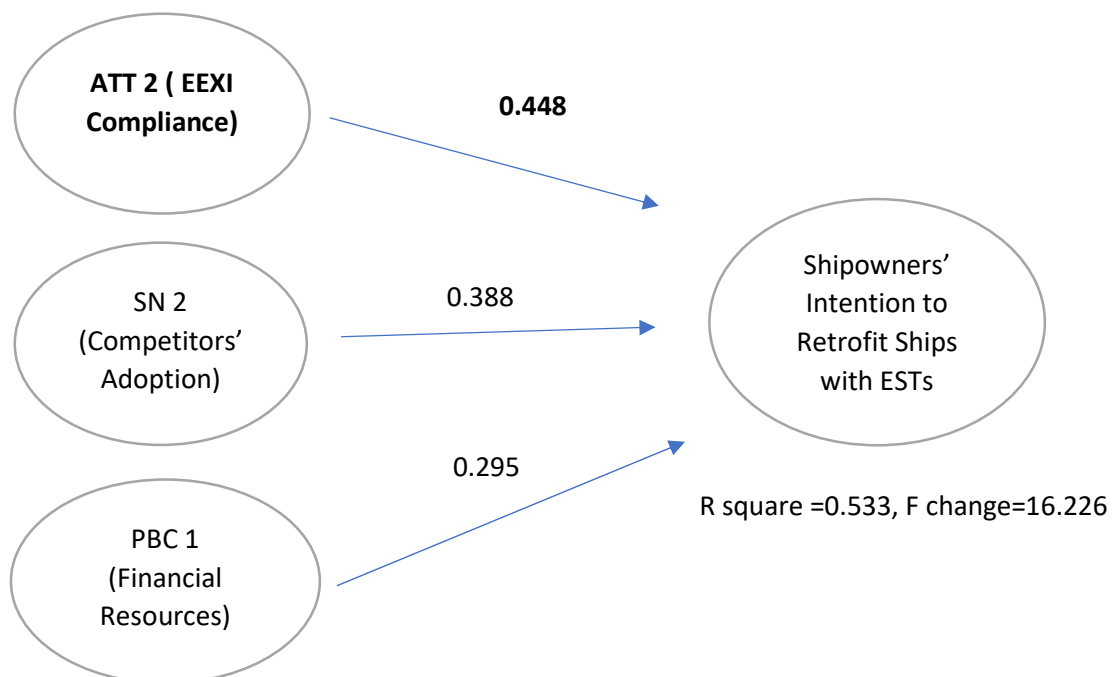 ATT 2 ( EEXI
Compliance)
0.448
SN 2
(Competitors’
Adoption)
0.388
Shipowners’
Intention to
Retrofit Ships
with ESTs
0.295
R square =0.533, F change=16.226
PBC 1
(Financial
Resources)